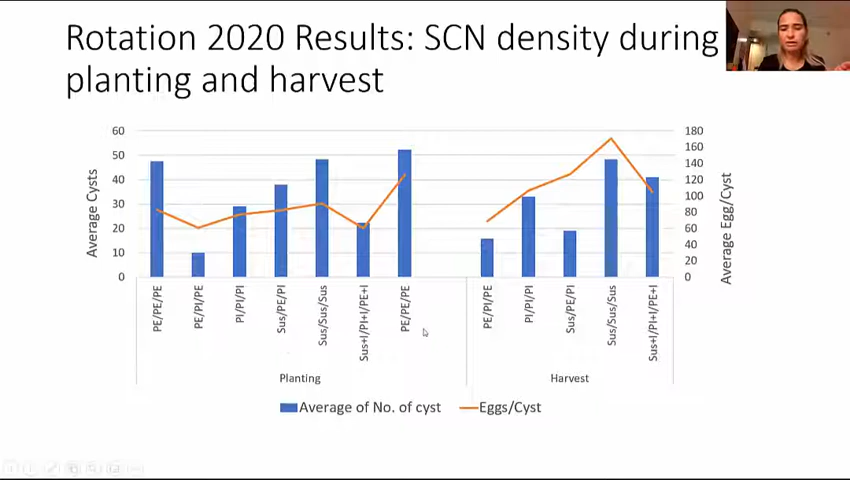 Rotation 2020 Results: SCN density during
planting and harvest
60
50
40
30
20
10
0
Average Cysts
180
160
140
120
100
80
60
40
20
0
Average Egg/Cyst
PE/PE/PE
PE/PI/PE
PI/PI/PI
Sus/PE/PI
Sus/Sus/Sus
Sus+I/PI+I/PE+I
PE/PE/PE
PE/PI/PE
PI/PI/PI
Sus/PE/PI
Sus/Sus/Sus
Sus+I/PI+I/PE+I
Planting
Harvest
Average of No. of cyst
Eggs/Cyst